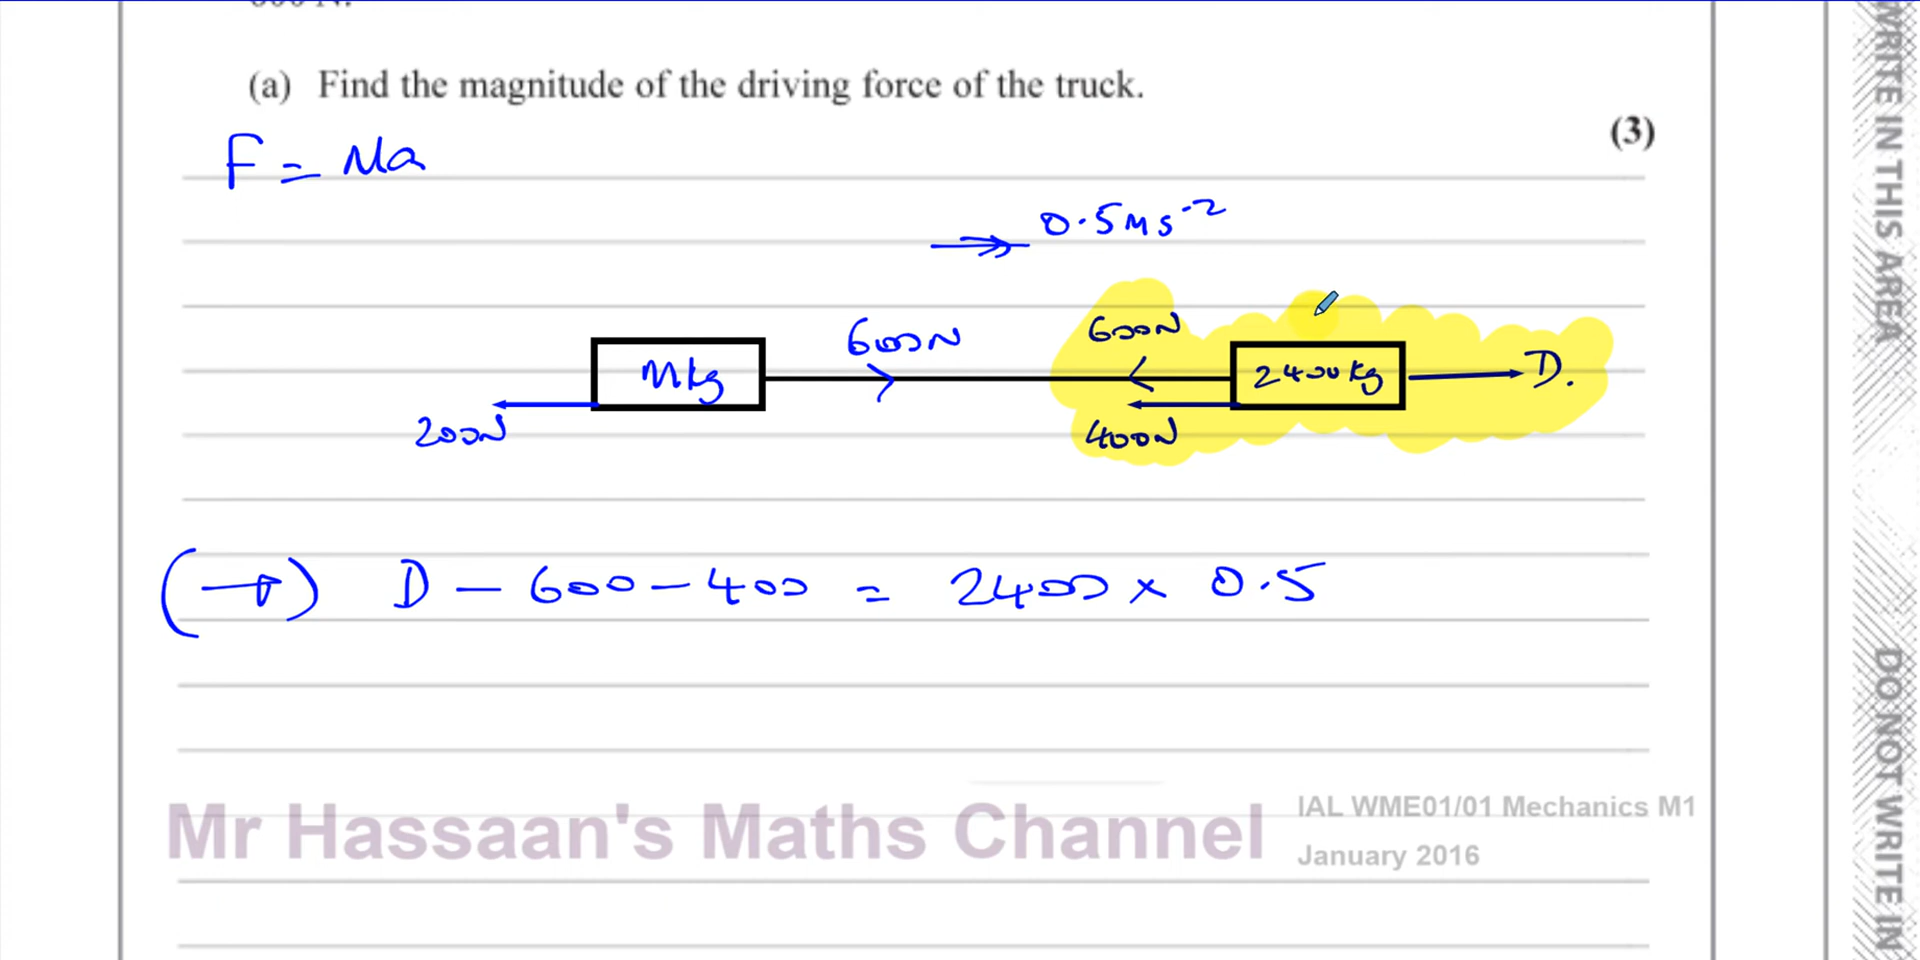 (a) Find the magnitude of the driving force of the truck.
(3)
F = Ma
0.5ms⁻²
600N
600N
Mkg
2400kg
D.
200N
400N
(→) D - 600 - 400 = 2400 × 0.5
Mr Hassaan's Maths Channel
IAL WME01/01 Mechanics M1
January 2016
WRITE IN THIS AREA
DO NOT WRITE IN